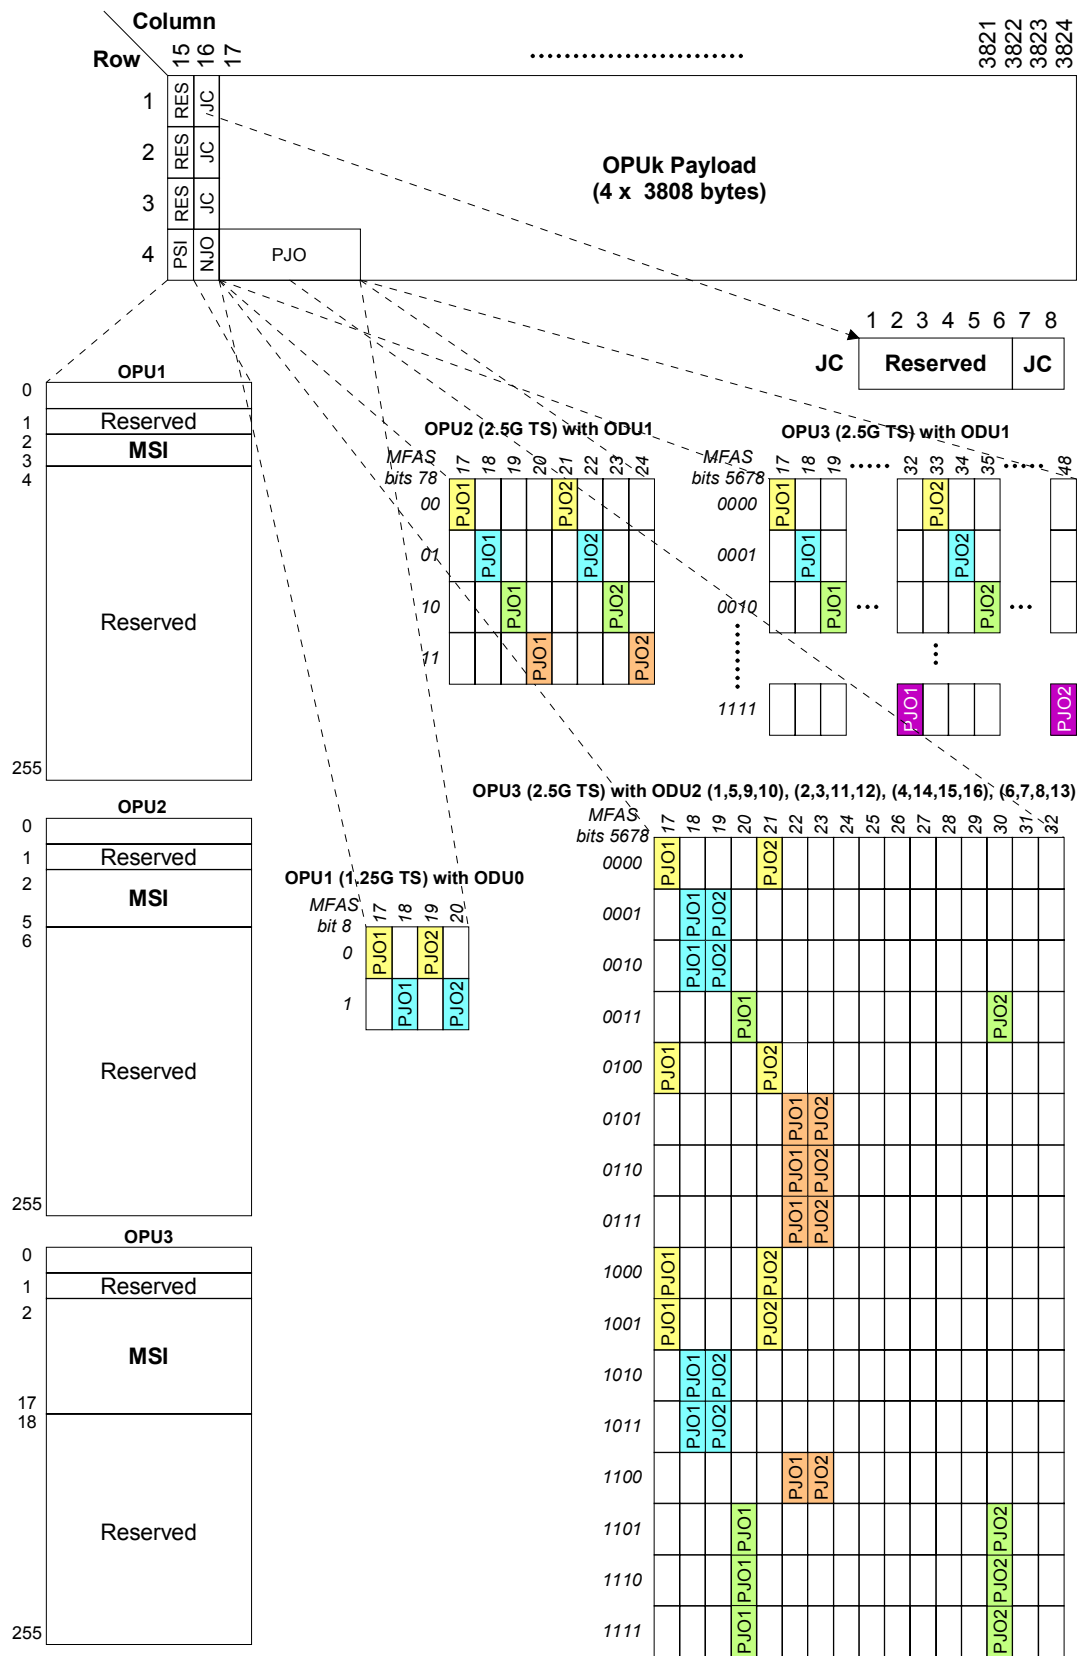 Column
Row 15 16 17 ........................ 3821 3822 3823 3824
1 RES JC
2 RES JC
3 RES JC
4 PSI NJO PJO
OPUk Payload
(4 x 3808 bytes)
1 2 3 4 5 6 7 8
JC Reserved JC
OPU1
0
1 Reserved
2
3 MSI
4
Reserved
255
OPU2 (2.5G TS) with ODU1
MFAS
bits 78 17 18 19 20 21 22 23 24
00 PJO1 PJO2
01 PJO1 PJO2
10 PJO1 PJO2
11 PJO1 PJO2
OPU3 (2.5G TS) with ODU1
MFAS
bits 5678 17 18 19 ...... 32 33 34 35 ...... 48
0000 PJO1 PJO2
0001 PJO1 PJO2
0010 PJO1 ... PJO2 ...
1111 PJO1 PJO2
OPU2
0
1 Reserved
2
MSI
5
6
Reserved
255
OPU1 (1.25G TS) with ODU0
MFAS
bit 8 17 18 19 20
0 PJO1 PJO2
1 PJO1 PJO2
OPU3 (2.5G TS) with ODU2 (1,5,9,10), (2,3,11,12), (4,14,15,16), (6,7,8,13)
MFAS
bits 5678 17 18 19 20 21 22 23 24 25 26 27 28 29 30 31 32
0000 PJO1 PJO2
0001 PJO1 PJO2
0010 PJO1 PJO2
0011 PJO1 PJO2
0100 PJO1 PJO2
0101 PJO1 PJO2
0110 PJO1 PJO2
0111 PJO1 PJO2
1000 PJO1 PJO2
1001 PJO1 PJO2
1010 PJO1 PJO2
1011 PJO1 PJO2
1100 PJO1 PJO2
1101 PJO1 PJO2
1110 PJO1 PJO2
1111 PJO1 PJO2
OPU3
0
1 Reserved
2
MSI
17
18
Reserved
255